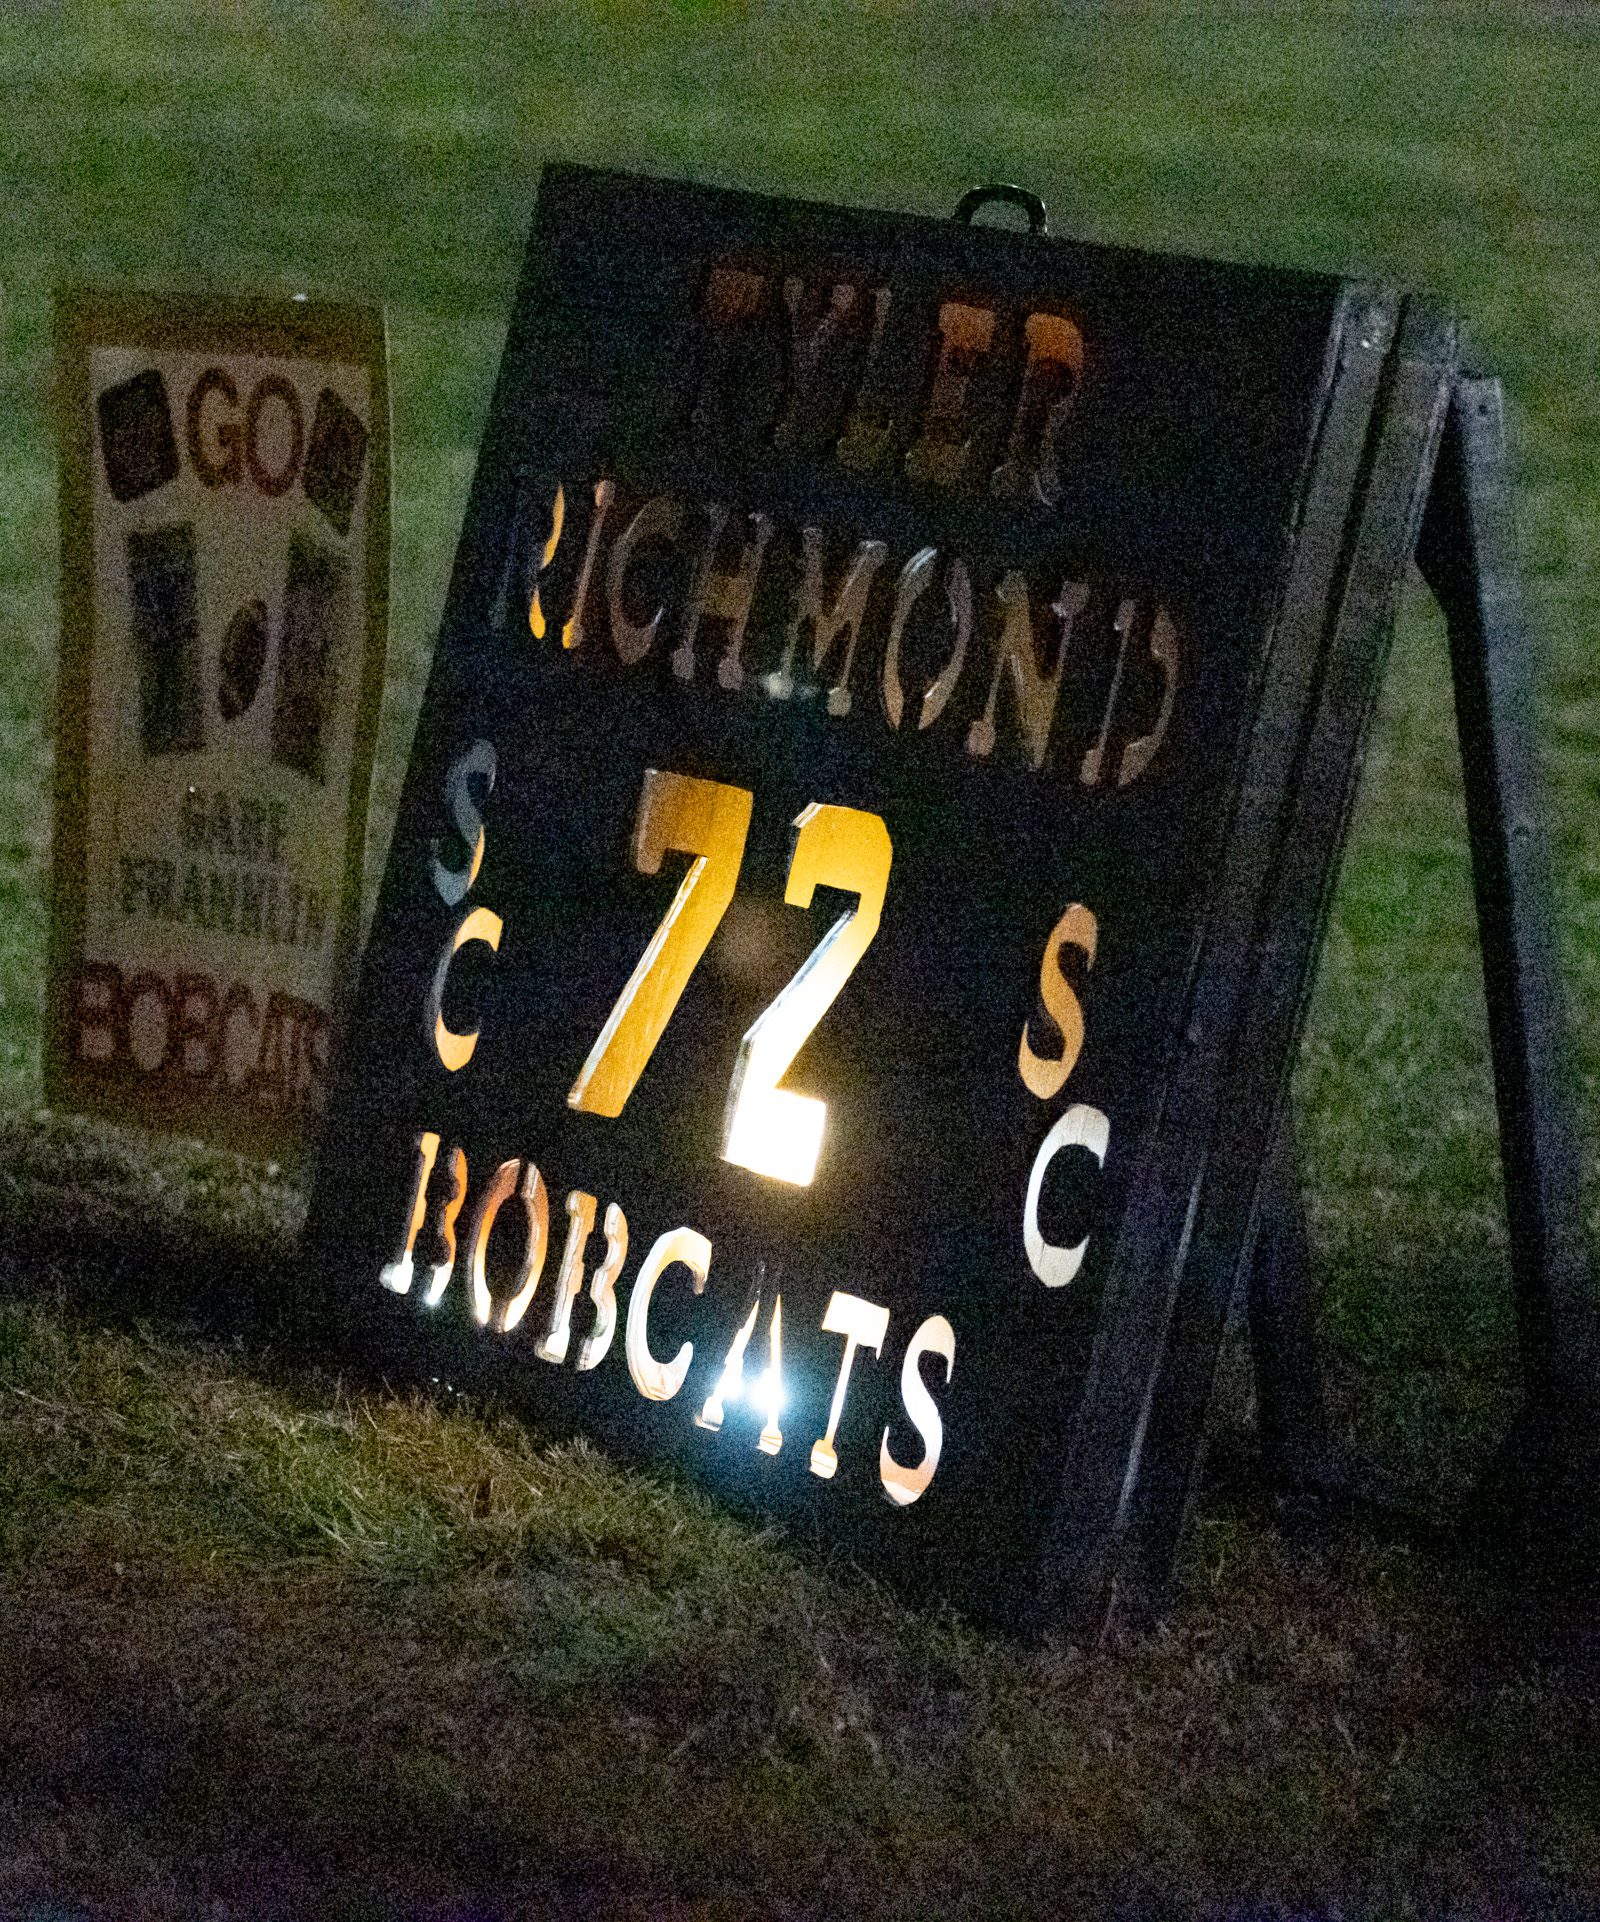 TYLER
RICHMOND
S 72 S
C C
BOBCATS
GO
BOBCATS